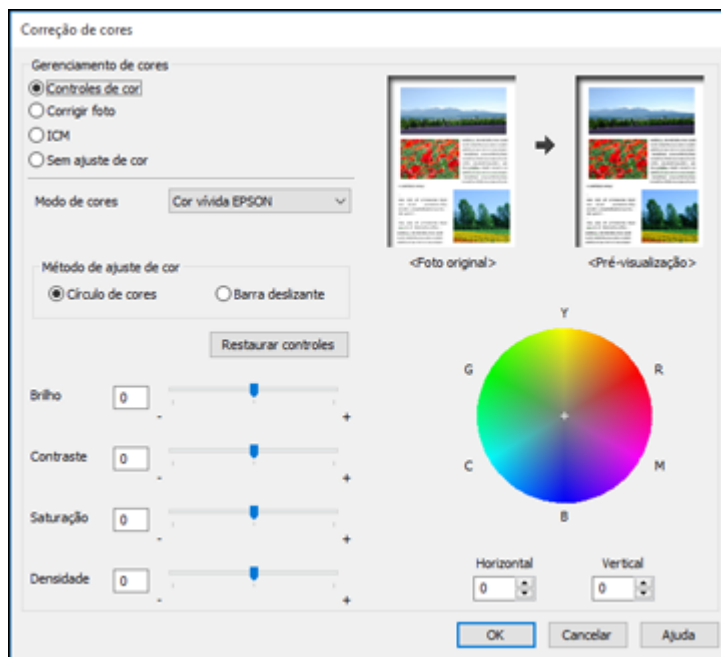 Correção de cores
Gerenciamento de cores
Controles de cor
Corrigir foto
ICM
Sem ajuste de cor
Modo de cores
Cor vívida EPSON
<Foto original>
<Pré-visualização>
Método de ajuste de cor
Círculo de cores
Barra deslizante
Restaurar controles
Brilho
0
-
+
Contraste
0
-
+
Saturação
0
-
+
Densidade
0
-
+
Y
G
R
C
M
B
Horizontal
Vertical
0
0
OK
Cancelar
Ajuda